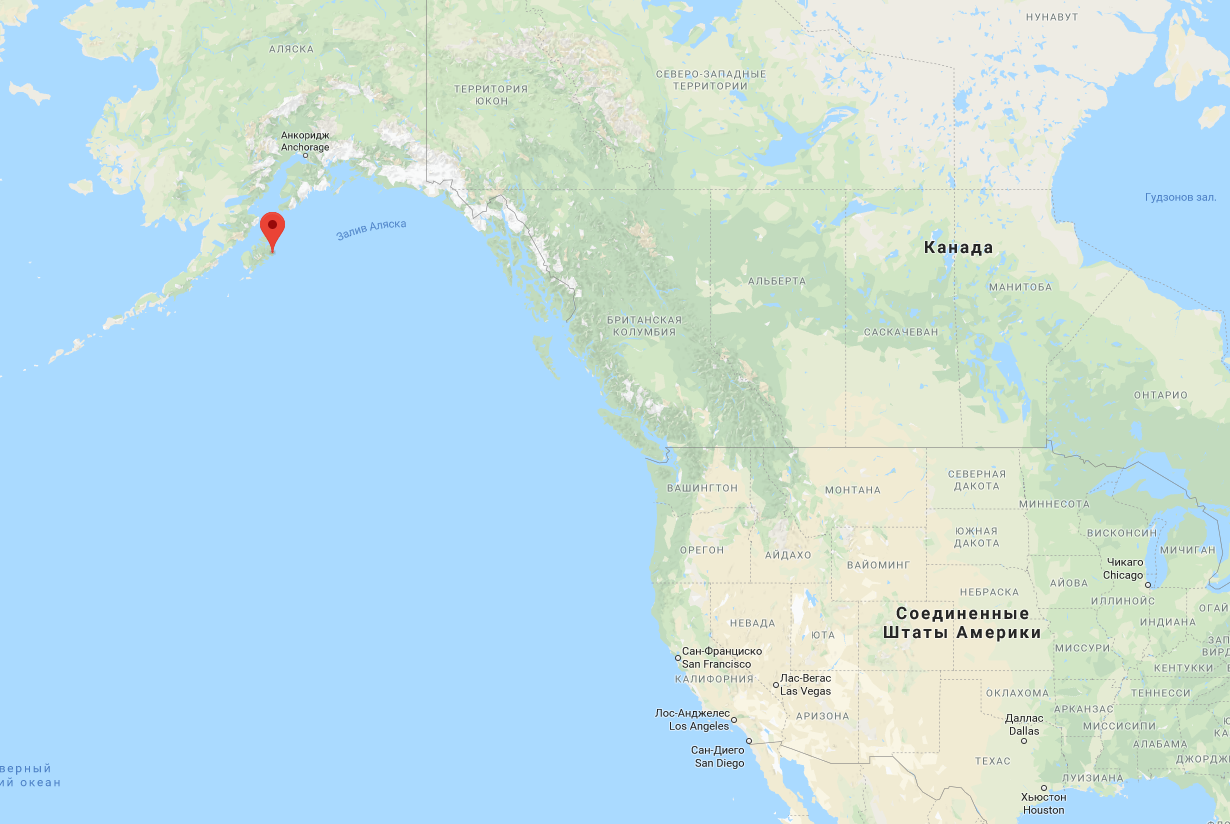 НУНАВУТ
АЛЯСКА
СЕВЕРО-ЗАПАДНЫЕ
ТЕРРИТОРИИ
ТЕРРИТОРИЯ
ЮКОН
Анкоридж
Anchorage
Гудзонов зал.
Залив Аляска
Канада
АЛЬБЕРТА
МАНИТОБА
БРИТАНСКАЯ
КОЛУМБИЯ
САСКАЧЕВАН
ОНТАРИО
ВАШИНГТОН
МОНТАНА
СЕВЕРНАЯ
ДАКОТА
МИННЕСОТА
ЮЖНАЯ
ДАКОТА
ВИСКОНСИН
МИЧИГАН
ОРЕГОН
АЙДАХО
ВАЙОМИНГ
Чикаго
Chicago
АЙОВА
НЕБРАСКА
ИЛЛИНОЙС
ОГАЙ
Соединенные
Штаты Америки
НЕВАДА
ЮТА
ИНДИАНА
ЗАП
ВИРД
МИССУРИ
Сан-Франциско
San Francisco
КЕНТУККИ
КАЛИФОРНИЯ
Лас-Вегас
Las Vegas
ОКЛАХОМА
ТЕННЕССИ
Лос-Анджелес
Los Angeles
АРИЗОНА
АРКАНЗАС
Даллас
Dallas
МИССИСИПИ
Сан-Диего
San Diego
АЛАБАМА
ТЕХАС
ДЖОРДЖИ
верный
ий океан
ЛУИЗИАНА
Хьюстон
Houston